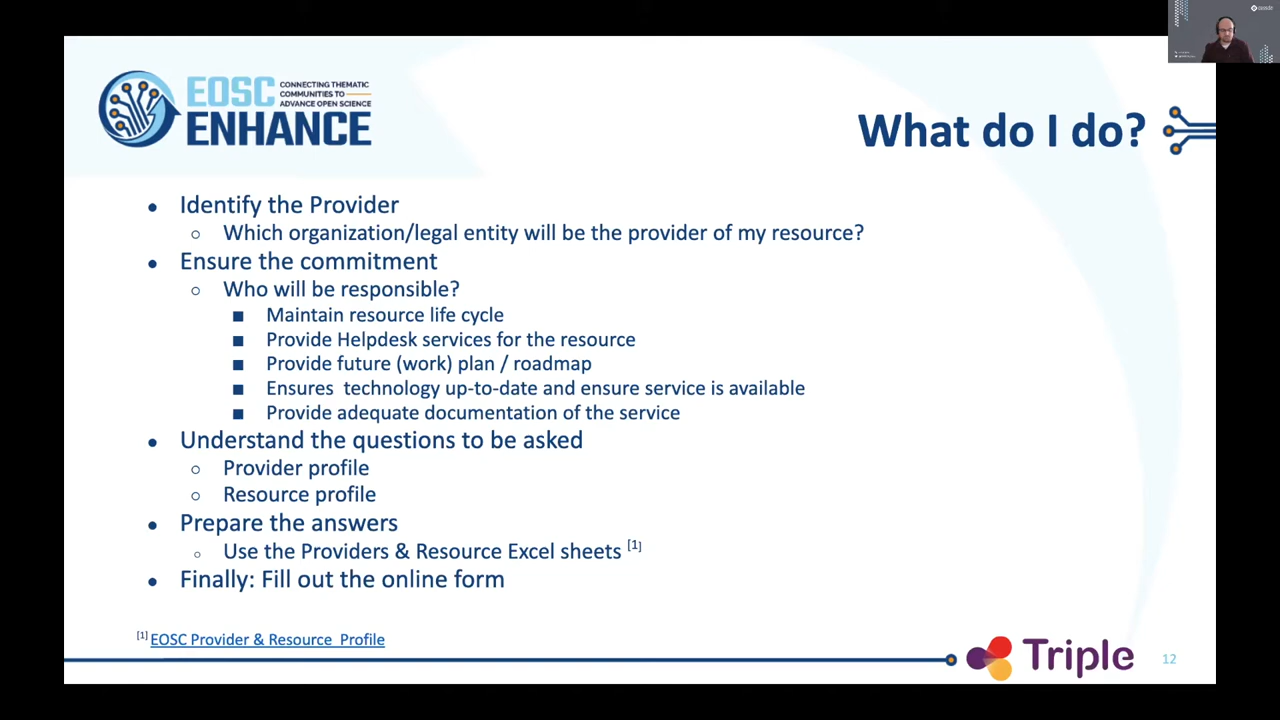 EOSC
ENHANCE
CONNECTING THEMATIC
COMMUNITIES TO
ADVANCE OPEN SCIENCE
What do I do?
• Identify the Provider
○ Which organization/legal entity will be the provider of my resource?
• Ensure the commitment
○ Who will be responsible?
■ Maintain resource life cycle
■ Provide Helpdesk services for the resource
■ Provide future (work) plan / roadmap
■ Ensures technology up-to-date and ensure service is available
■ Provide adequate documentation of the service
• Understand the questions to be asked
○ Provider profile
○ Resource profile
• Prepare the answers
○ Use the Providers & Resource Excel sheets [1]
• Finally: Fill out the online form
[1] EOSC Provider & Resource Profile
Triple
12